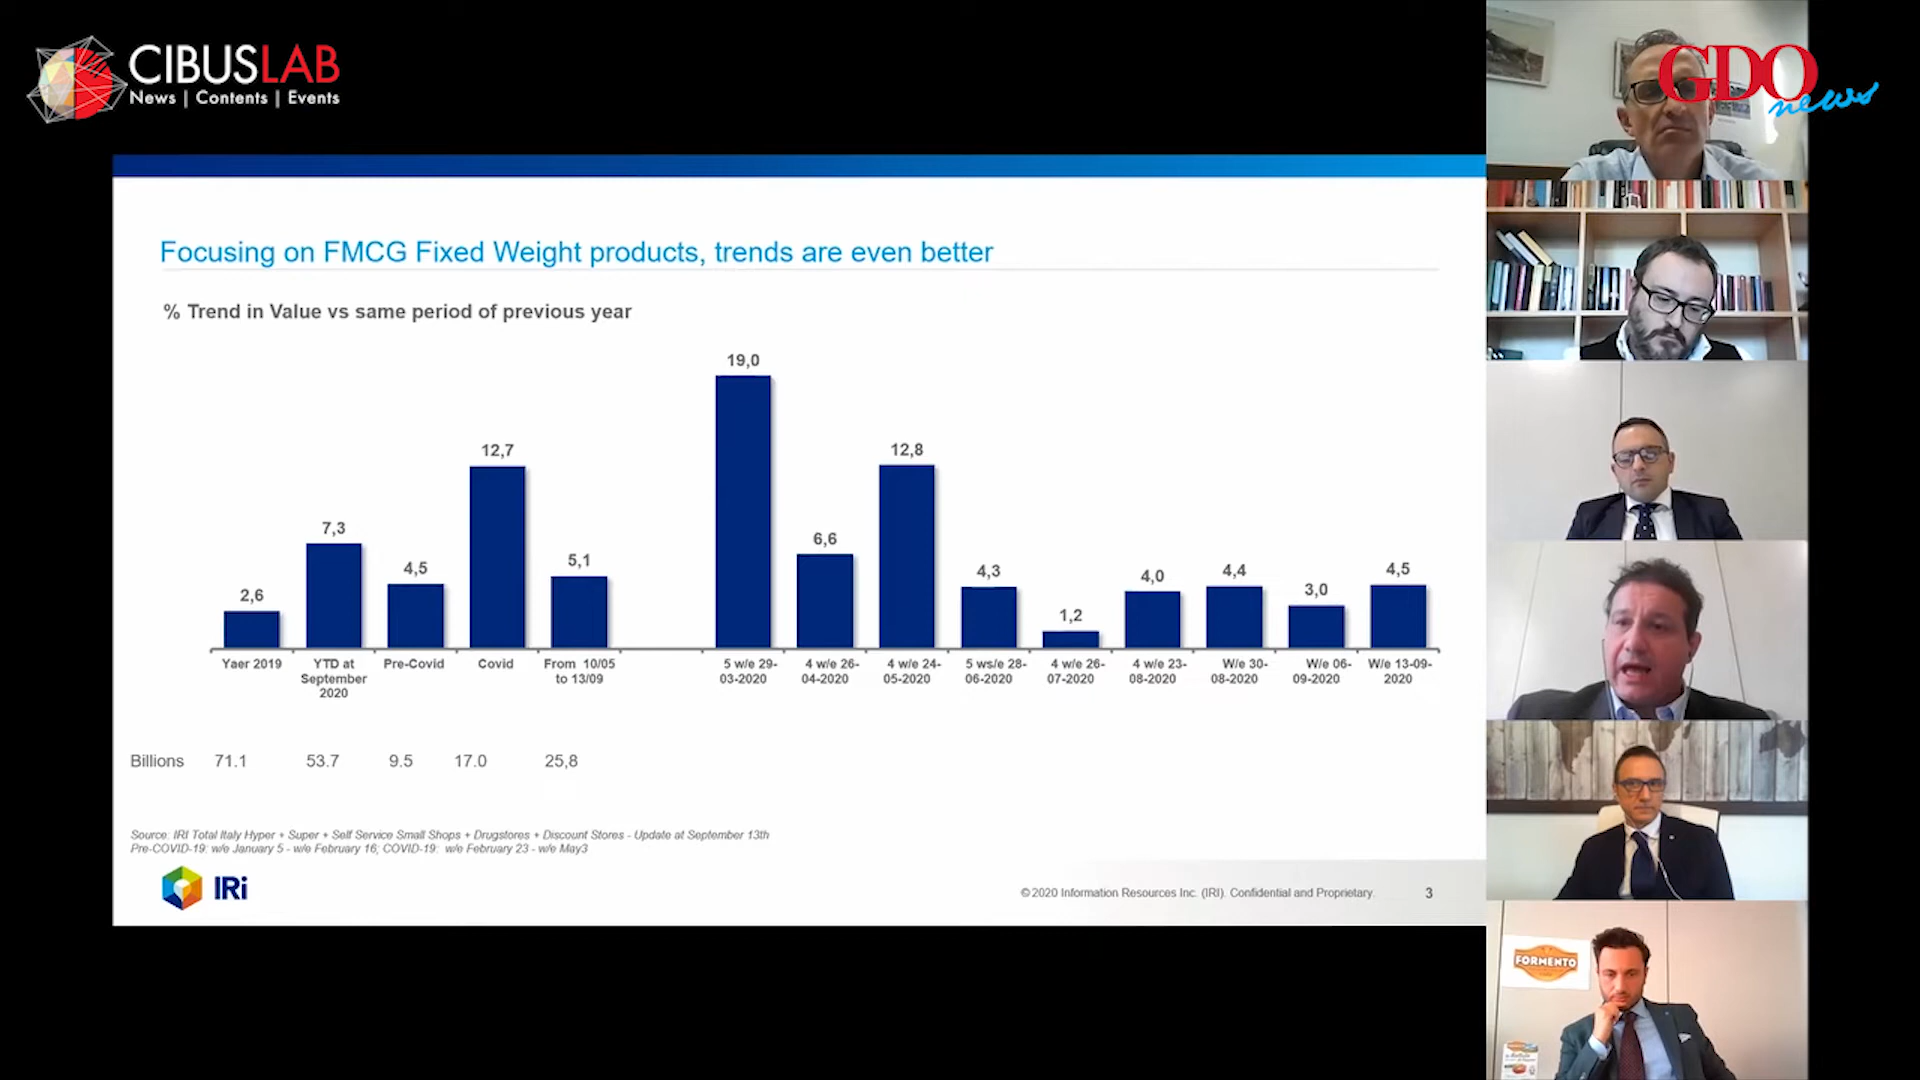 CIBUSLAB
News | Contents | Events
GDO
news
Focusing on FMCG Fixed Weight products, trends are even better
% Trend in Value vs same period of previous year
19,0
12,7
12,8
7,3
6,6
5,1
4,5
4,3
4,0
4,4
4,5
2,6
3,0
1,2
Yaer 2019
YTD at
September
2020
Pre-Covid
Covid
From 10/05
to 13/09
5 w/e 29-
03-2020
4 w/e 26-
04-2020
4 w/e 24-
05-2020
5 ws/e 28-
06-2020
4 w/e 26-
07-2020
4 w/e 23-
08-2020
W/e 30-
08-2020
W/e 06-
09-2020
W/e 13-09-
2020
Billions 71.1 53.7 9.5 17.0 25,8
Source: IRI Total Italy Hyper + Super + Self Service Small Shops + Drugstores + Discount Stores - Update at September 13th
Pre-COVID-19: w/e January 5 - w/e February 16; COVID-19: w/e February 23 - w/e May3
IRi
© 2020 Information Resources Inc. (IRI). Confidential and Proprietary.
3
FORMENTO